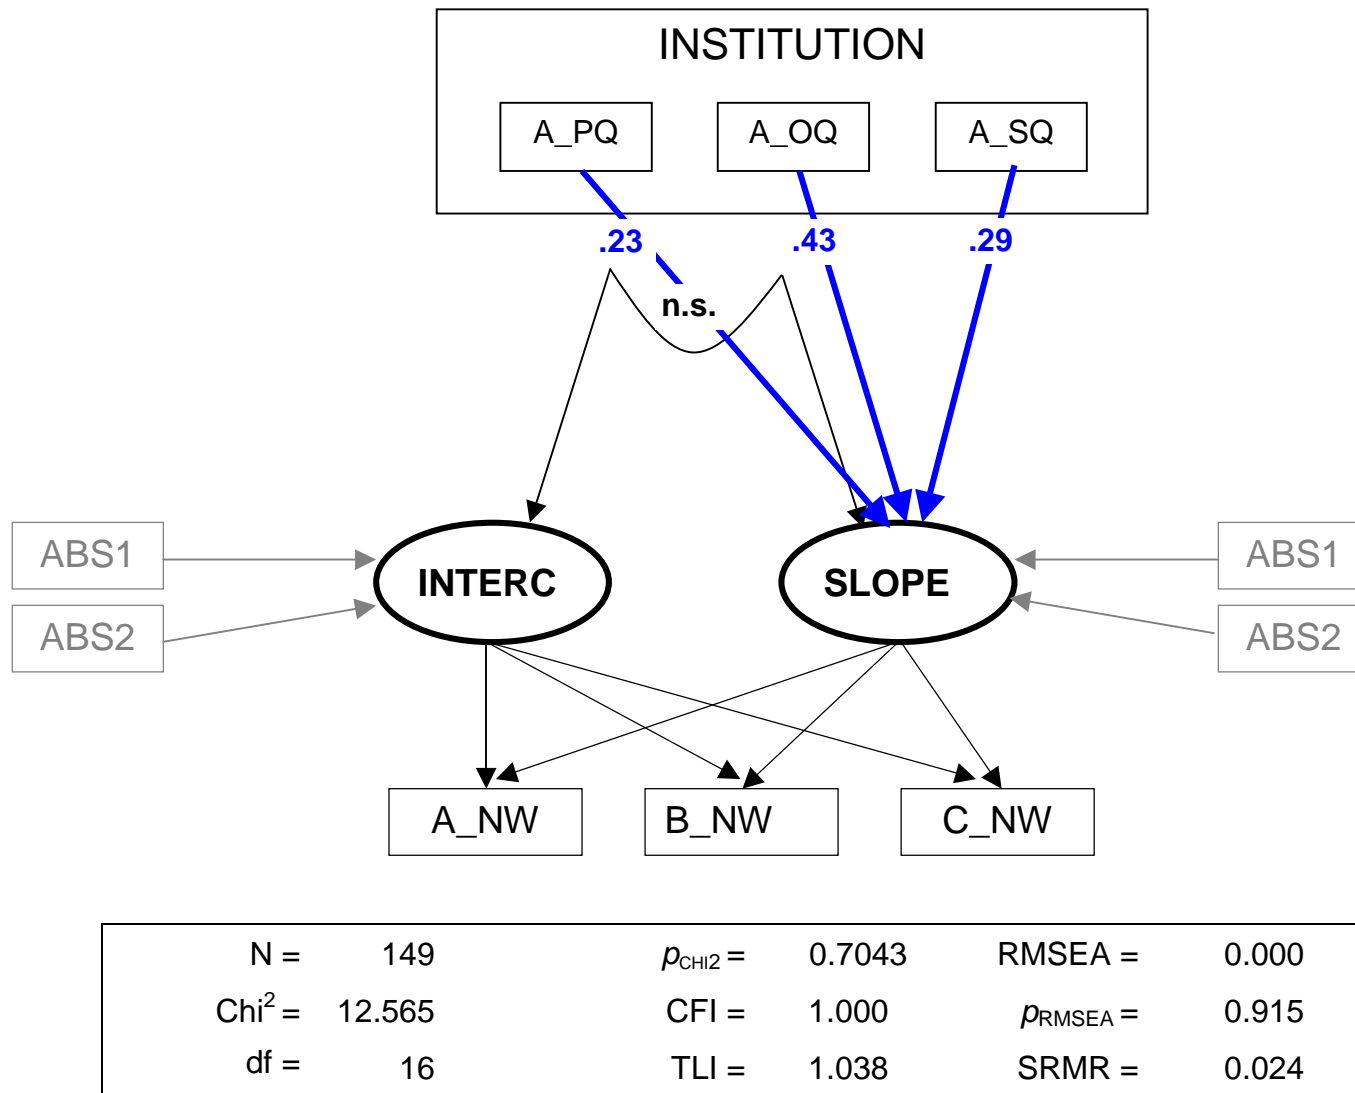 INSTITUTION
A_PQ A_OQ A_SQ
.23 .43 .29
n.s.
ABS1 INTERC SLOPE ABS1
ABS2 ABS2
A_NW B_NW C_NW
N = 149 pCHI2 = 0.7043 RMSEA = 0.000
Chi2 = 12.565 CFI = 1.000 pRMSEA = 0.915
df = 16 TLI = 1.038 SRMR = 0.024